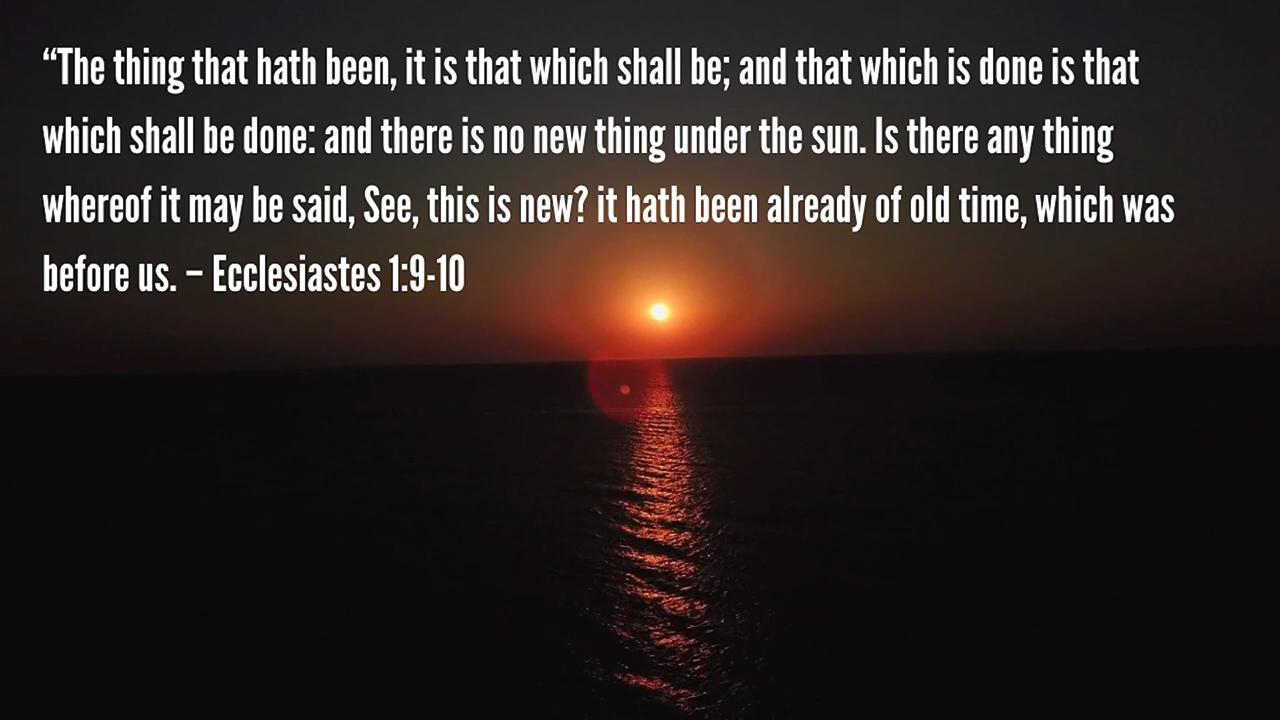 “The thing that hath been, it is that which shall be; and that which is done is that
which shall be done: and there is no new thing under the sun. Is there any thing
whereof it may be said, See, this is new? it hath been already of old time, which was
before us. – Ecclesiastes 1:9-10